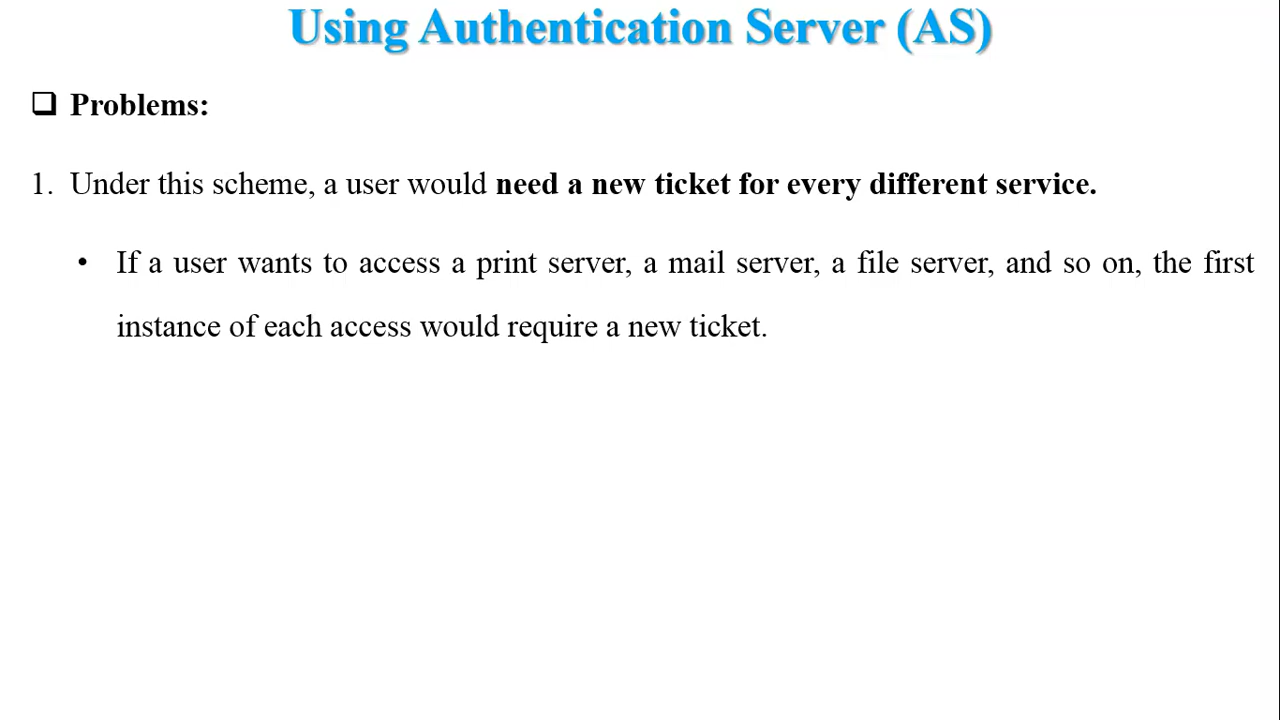 Using Authentication Server (AS)
❑ Problems:
1. Under this scheme, a user would need a new ticket for every different service.
• If a user wants to access a print server, a mail server, a file server, and so on, the first
instance of each access would require a new ticket.